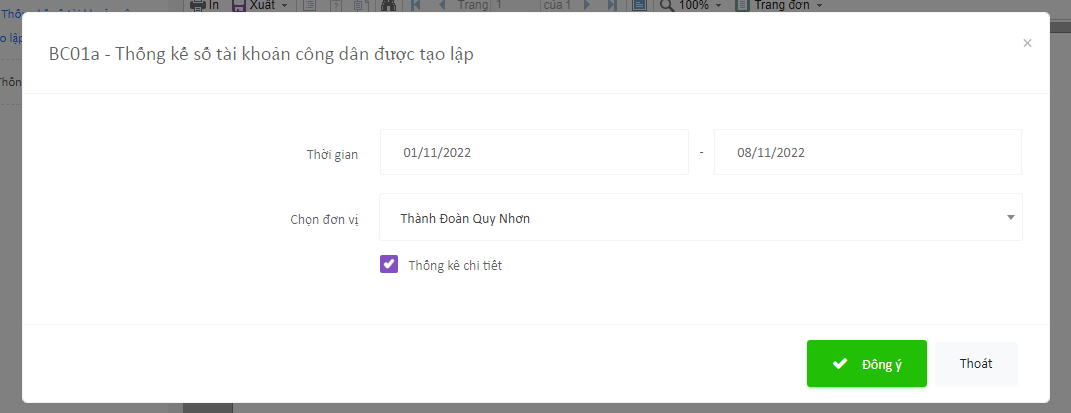 In Xuất Trang 1 của 1 100% Trang đơn
BC01a - Thống kê số tài khoản công dân được tạo lập
×
Thời gian 01/11/2022 - 08/11/2022
Chọn đơn vị Thành Đoàn Quy Nhơn
Thống kê chi tiết
Đồng ý Thoát